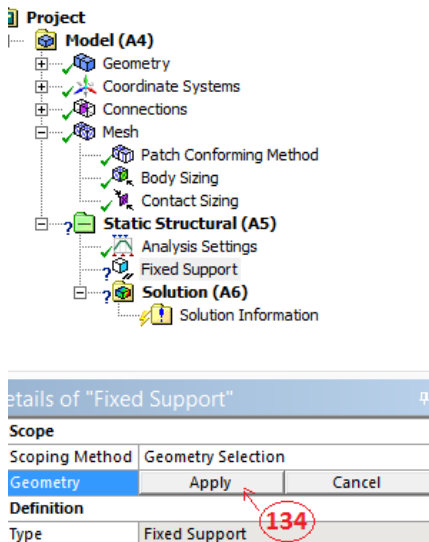 Project
Model (A4)
Geometry
Coordinate Systems
Connections
Mesh
Patch Conforming Method
Body Sizing
Contact Sizing
Static Structural (A5)
Analysis Settings
Fixed Support
Solution (A6)
Solution Information
etails of "Fixed Support"
Scope
Scoping Method Geometry Selection
Geometry Apply Cancel
134
Definition
Type Fixed Support